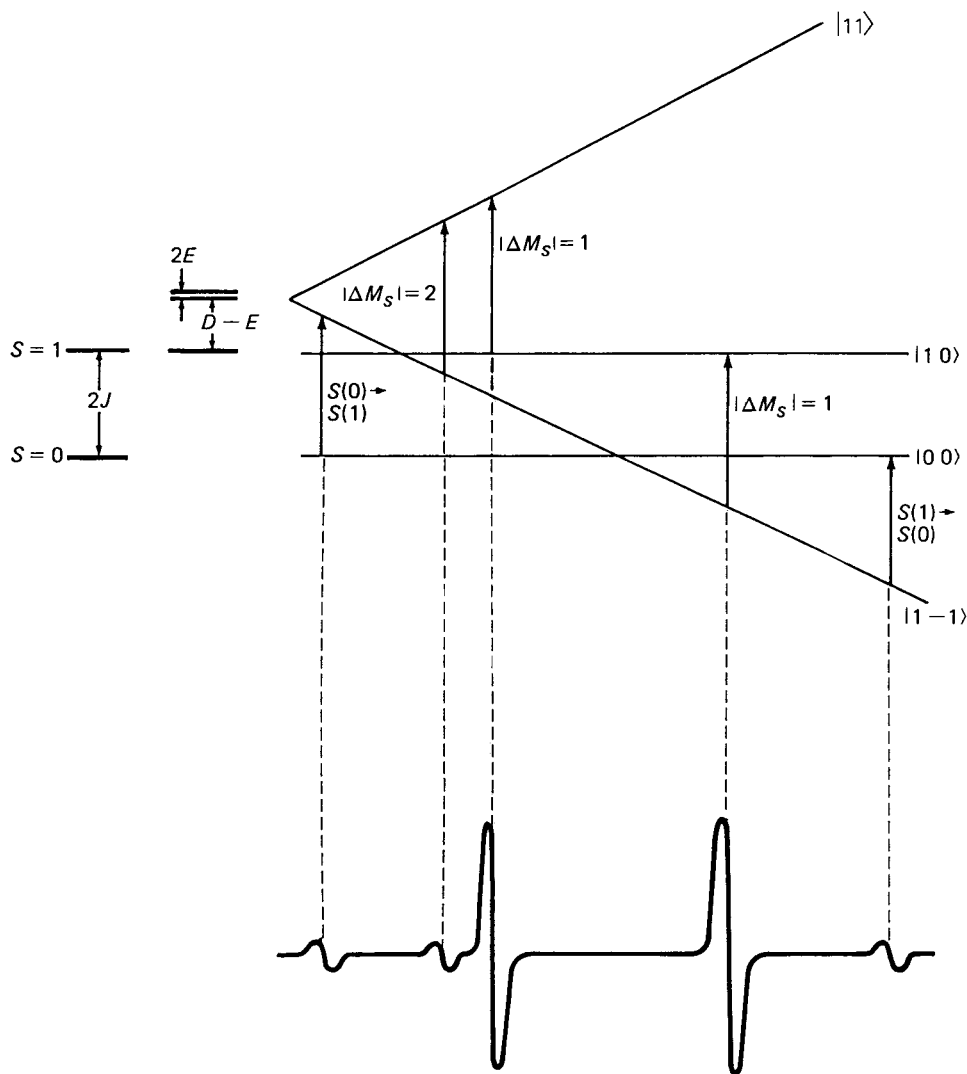 |11⟩
|ΔM_S| = 1
2E
|ΔM_S| = 2
D − E
S = 1
|1 0⟩
S(0) →
S(1)
2J
|ΔM_S| = 1
S = 0
|0 0⟩
S(1) →
S(0)
|1 −1⟩